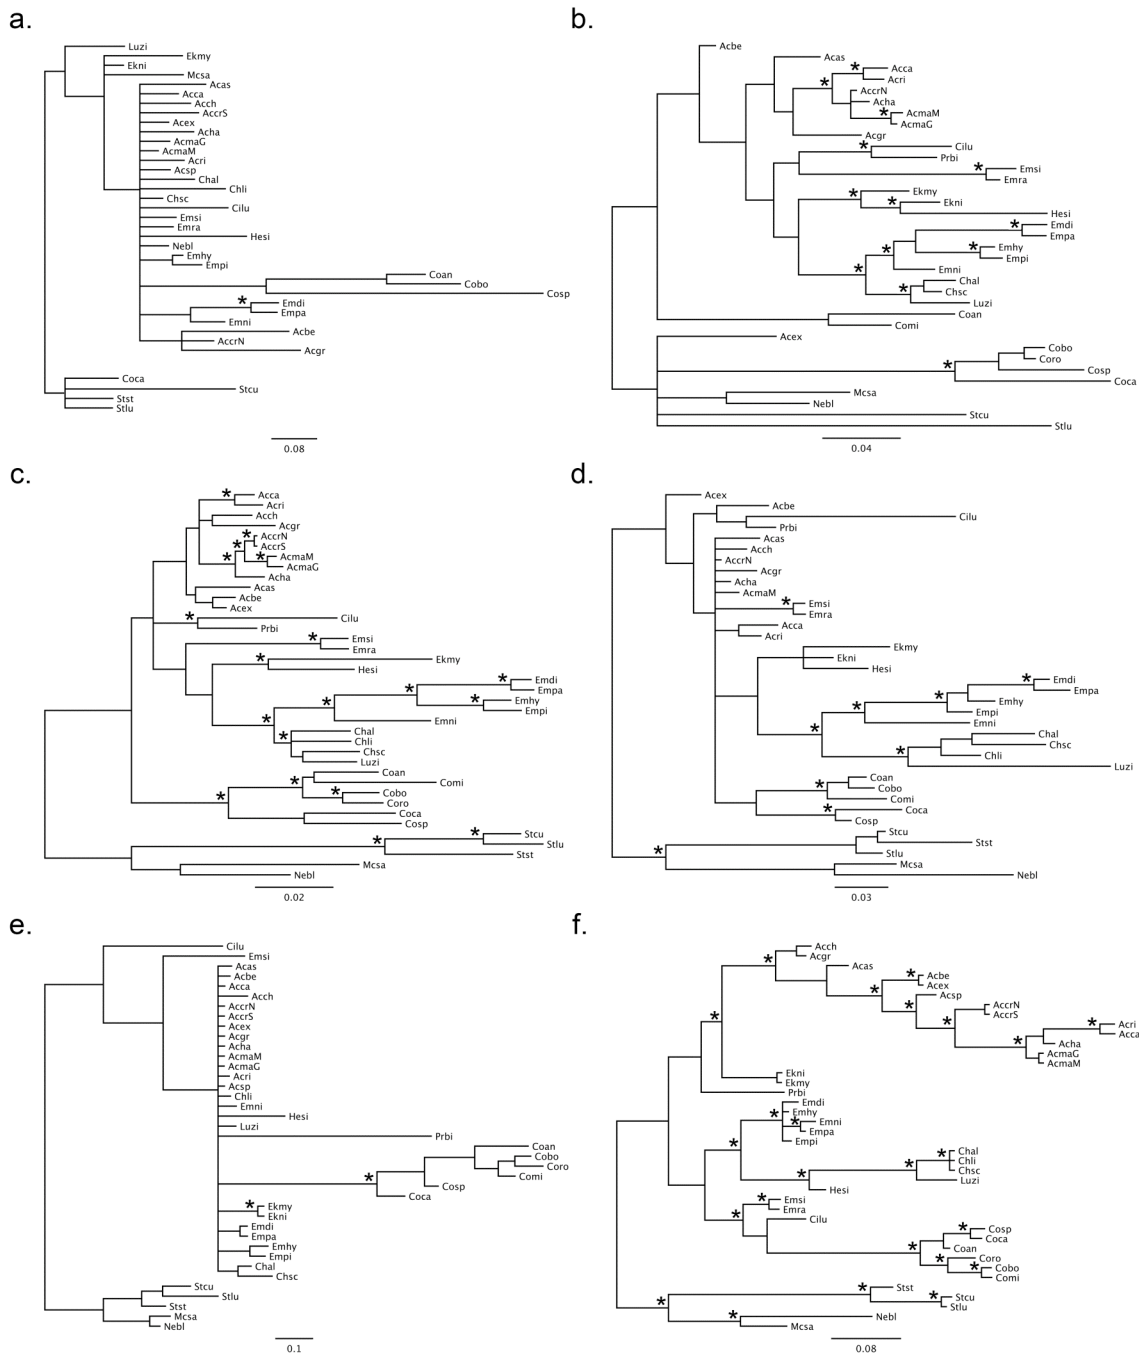 a.
Luzi
Ekmy
Ekni
Mcsa
Acas
Acca
Acch
AccrS
Acex
Acha
AcmaG
AcmaM
Acri
Acsp
Chal
Chli
Chsc
Cilu
Emsi
Emra
Hesi
Nebl
Emhy
Empi
Coan
Cobo
Cosp
*
Emdi
Empa
Emni
Acbe
AccrN
Acgr
Coca
Stcu
Stst
Stlu
0.08
b.
Acbe
Acas
*
Acca
*
Acri
AccrN
Acha
*
AcmaM
AcmaG
Acgr
*
Cilu
Prbi
*
Emsi
Emra
*
Ekmy
*
Ekni
Hesi
*
Emdi
Empa
*
*
Emhy
Empi
*
Emni
*
Chal
Chsc
Luzi
Coan
Comi
Acex
Cobo
Coro
*
Cosp
Coca
Mcsa
Nebl
Stcu
Stlu
0.04
c.
*
Acca
Acri
Acch
Acgr
*
AccrN
*
AccrS
*
*
AcmaM
AcmaG
Acha
Acas
Acbe
Acex
*
Cilu
Prbi
*
Emsi
Emra
*
Ekmy
Hesi
*
Emdi
*
Empa
*
Emhy
*
Empi
*
Emni
*
Chal
Chli
Chsc
Luzi
*
Coan
Comi
*
*
Cobo
Coro
Coca
Cosp
*
Stcu
*
Stlu
Stst
Mcsa
Nebl
0.02
d.
Acex
Acbe
Cilu
Prbi
Acas
Acch
AccrN
Acgr
Acha
AcmaM
*
Emsi
Emra
Acca
Acri
Ekmy
Ekni
Hesi
*
Emdi
*
Empa
*
Emhy
Empi
*
Emni
*
Chal
Chsc
Chli
Luzi
*
Coan
Cobo
Comi
*
Coca
Cosp
Stcu
*
Stst
Stlu
Mcsa
Nebl
0.03
e.
Cilu
Emsi
Acas
Acbe
Acca
Acch
AccrN
AccrS
Acex
Acgr
Acha
AcmaM
AcmaG
Acri
Acsp
Chli
Emni
Hesi
Luzi
Prbi
Coan
Cobo
Coro
Comi
*
Cosp
Coca
*
Ekmy
Ekni
Emdi
Empa
Emhy
Empi
Chal
Chsc
Stcu
Stlu
Stst
Mcsa
Nebl
0.1
f.
*
Acch
Acgr
Acas
*
*
Acbe
Acex
*
Acsp
*
AccrN
AccrS
*
*
Acri
Acca
Acha
AcmaG
AcmaM
Ekni
Ekmy
Prbi
Emdi
*
Emhy
*
Emni
Empa
Empi
*
*
Chal
*
Chli
Chsc
*
Luzi
Hesi
*
Emsi
Emra
*
Cilu
*
Cosp
Coca
*
Coan
*
Coro
*
Cobo
Comi
*
Stst
*
*
Stcu
Stlu
*
Nebl
Mcsa
0.08